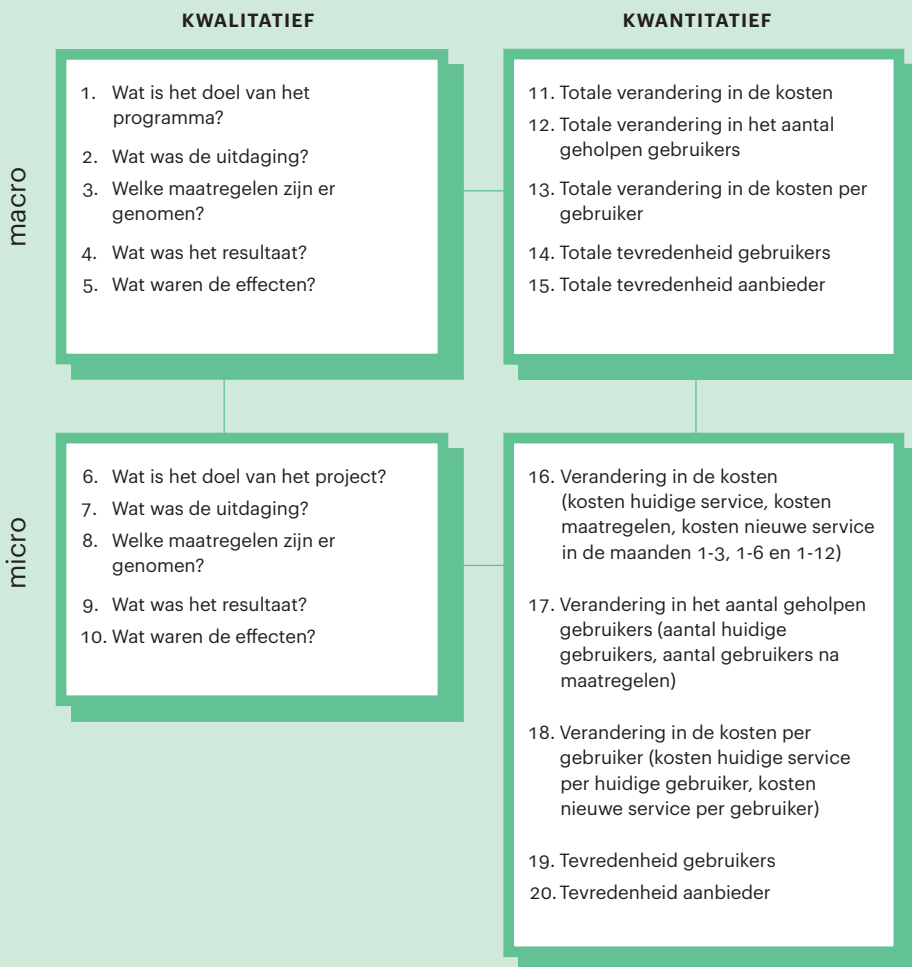 KWALITATIEF
KWANTITATIEF
macro
1. Wat is het doel van het
programma?
2. Wat was de uitdaging?
3. Welke maatregelen zijn er
genomen?
4. Wat was het resultaat?
5. Wat waren de effecten?
11. Totale verandering in de kosten
12. Totale verandering in het aantal
geholpen gebruikers
13. Totale verandering in de kosten per
gebruiker
14. Totale tevredenheid gebruikers
15. Totale tevredenheid aanbieder
micro
6. Wat is het doel van het project?
7. Wat was de uitdaging?
8. Welke maatregelen zijn er
genomen?
9. Wat was het resultaat?
10. Wat waren de effecten?
16. Verandering in de kosten
(kosten huidige service, kosten
maatregelen, kosten nieuwe service
in de maanden 1-3, 1-6 en 1-12)
17. Verandering in het aantal geholpen
gebruikers (aantal huidige
gebruikers, aantal gebruikers na
maatregelen)
18. Verandering in de kosten per
gebruiker (kosten huidige service
per huidige gebruiker, kosten
nieuwe service per gebruiker)
19. Tevredenheid gebruikers
20. Tevredenheid aanbieder